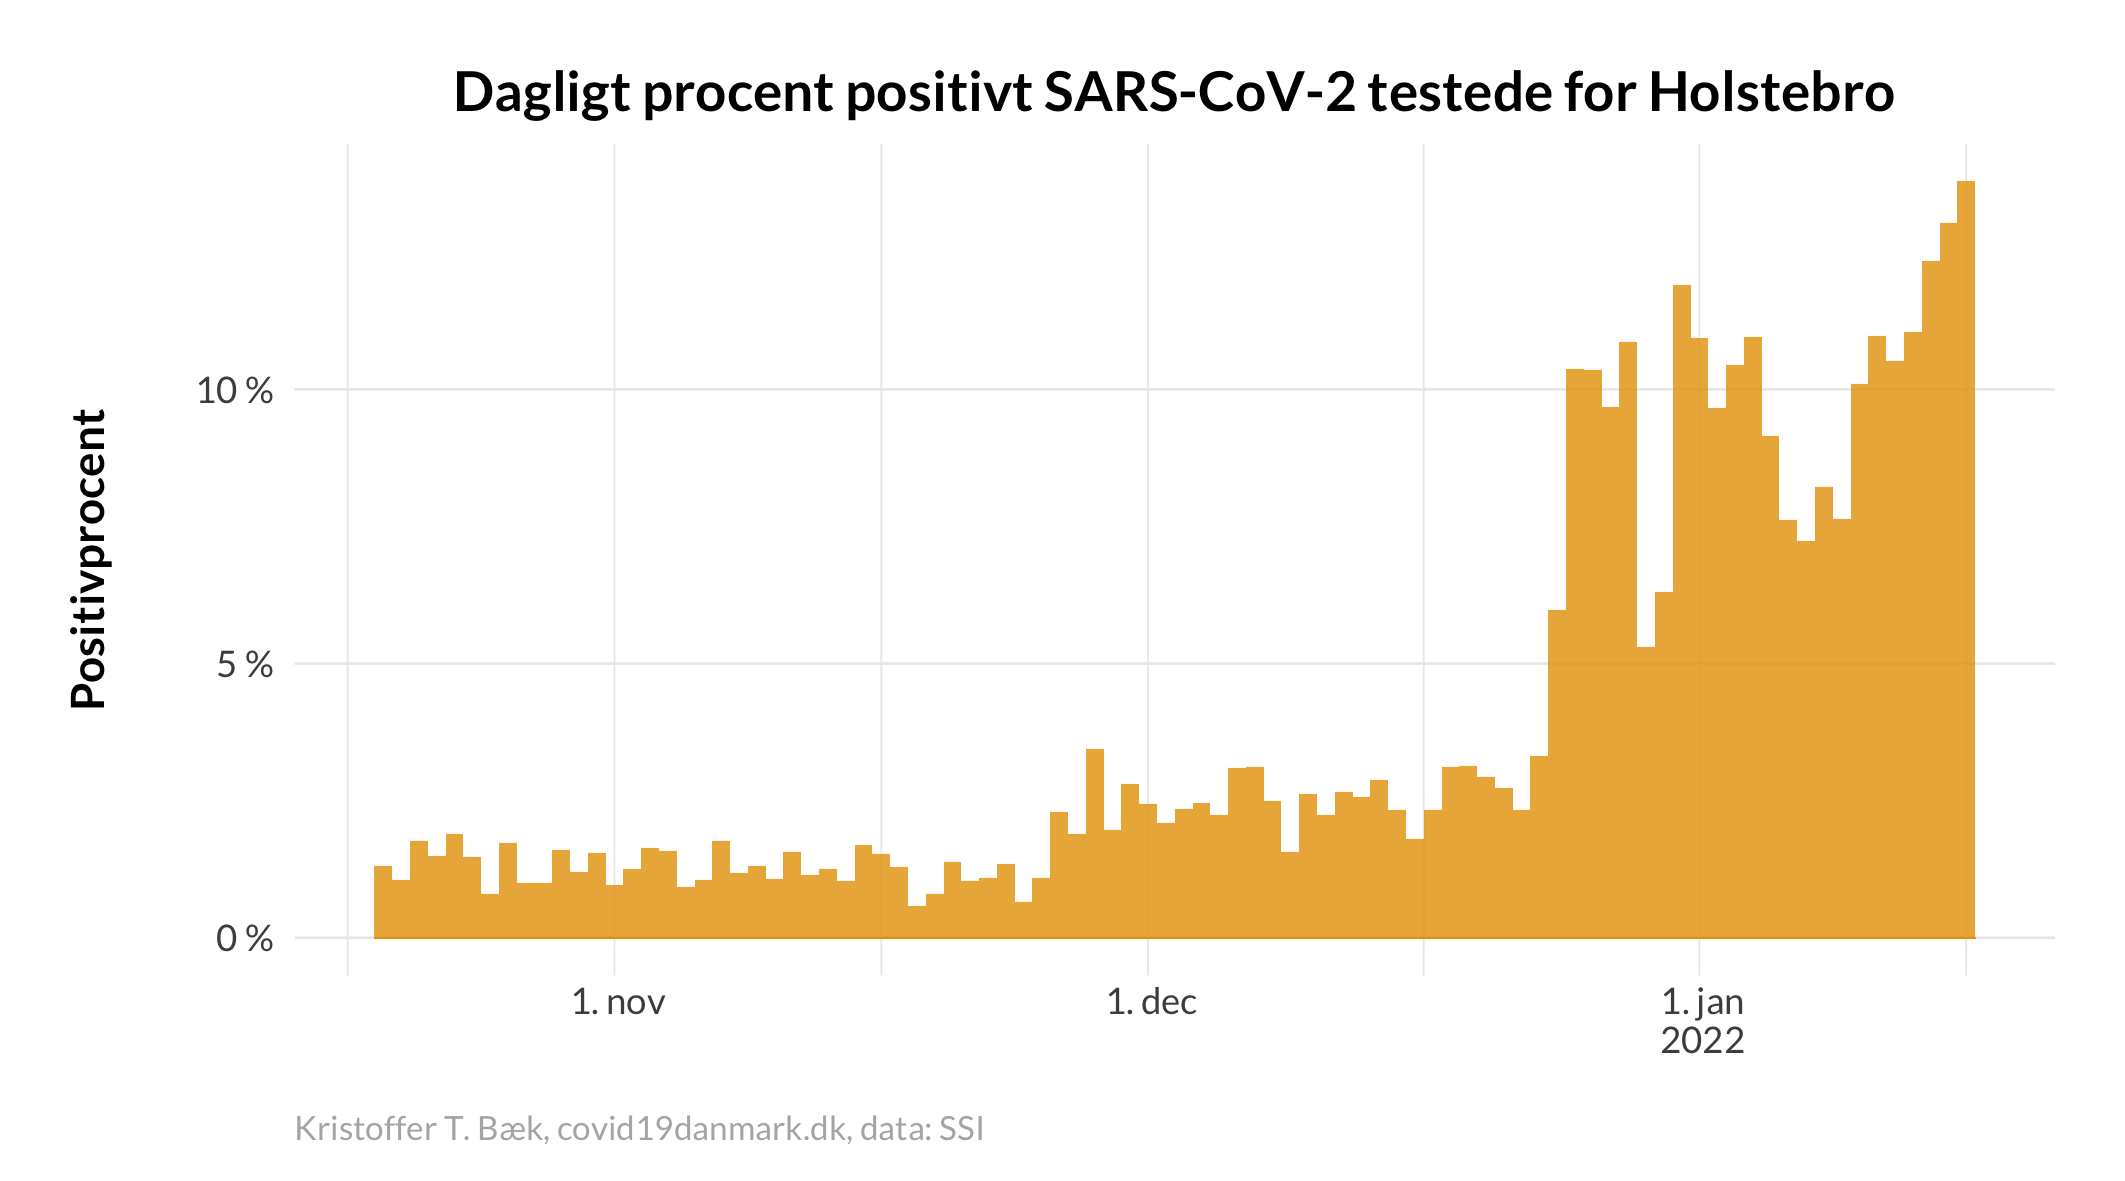 Dagligt procent positivt SARS-CoV-2 testede for Holstebro
Positivprocent
10 %
5 %
0 %
1. nov
1. dec
1. jan
2022
Kristoffer T. Bæk, covid19danmark.dk, data: SSI